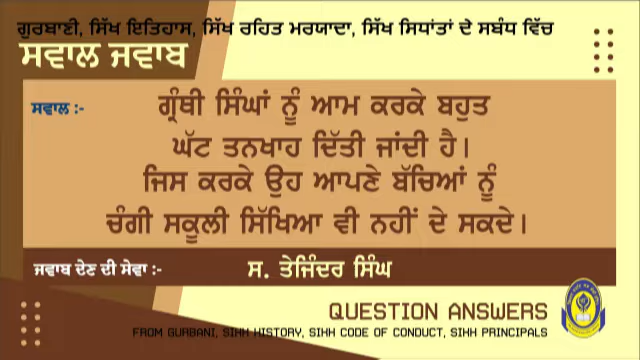 ਗੁਰਬਾਣੀ, ਸਿੱਖ ਇਤਿਹਾਸ, ਸਿੱਖ ਰਹਿਤ ਮਰਯਾਦਾ, ਸਿੱਖ ਸਿਧਾਂਤਾਂ ਦੇ ਸਬੰਧ ਵਿੱਚ
ਸਵਾਲ ਜਵਾਬ
ਸਵਾਲ :- ਗ੍ਰੰਥੀ ਸਿੰਘਾਂ ਨੂੰ ਆਮ ਕਰਕੇ ਬਹੁਤ
ਘੱਟ ਤਨਖਾਹ ਦਿੱਤੀ ਜਾਂਦੀ ਹੈ।
ਜਿਸ ਕਰਕੇ ਉਹ ਆਪਣੇ ਬੱਚਿਆਂ ਨੂੰ
ਚੰਗੀ ਸਕੂਲੀ ਸਿੱਖਿਆ ਵੀ ਨਹੀਂ ਦੇ ਸਕਦੇ।
ਜਵਾਬ ਦੇਣ ਦੀ ਸੇਵਾ :- ਸ. ਤੇਜਿੰਦਰ ਸਿੰਘ
QUESTION ANSWERS
FROM GURBANI, SIKH HISTORY, SIKH CODE OF CONDUCT, SIKH PRINCIPALS